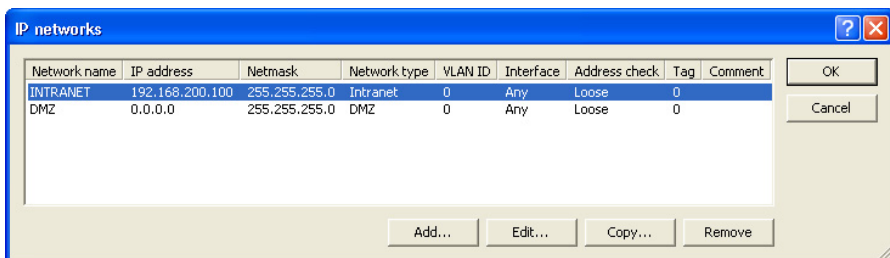 IP networks
Network name IP address Netmask Network type VLAN ID Interface Address check Tag Comment
INTRANET 192.168.200.100 255.255.255.0 Intranet 0 Any Loose 0
DMZ 0.0.0.0 255.255.255.0 DMZ 0 Any Loose 0
OK
Cancel
Add... Edit... Copy... Remove